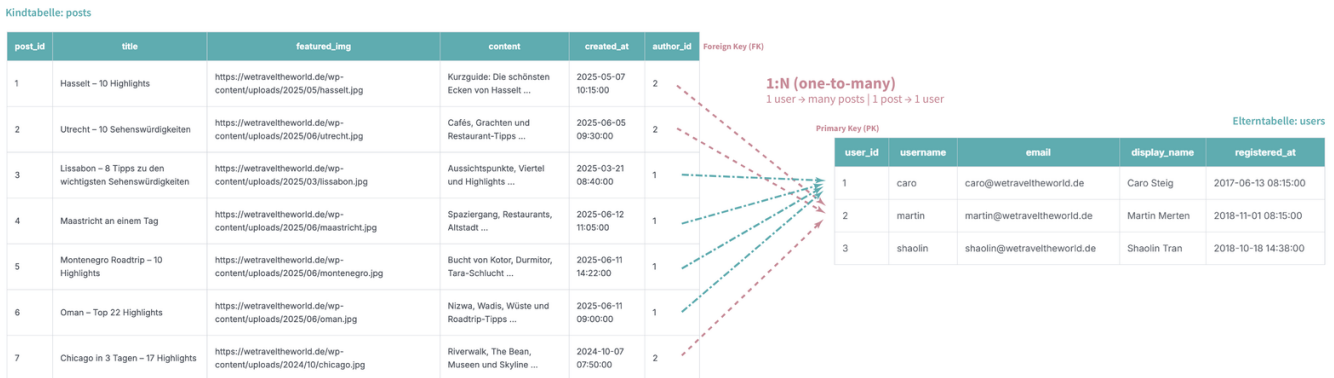 Kindtabelle: posts
post_id title featured_img content created_at author_id
Foreign Key (FK)
1 Hasselt – 10 Highlights https://wetraveltheworld.de/wp-content/uploads/2025/05/hasselt.jpg Kurzguide: Die schönsten Ecken von Hasselt ... 2025-05-07 10:15:00 2
2 Utrecht – 10 Sehenswürdigkeiten https://wetraveltheworld.de/wp-content/uploads/2025/06/utrecht.jpg Cafés, Grachten und Restaurant-Tipps ... 2025-06-05 09:30:00 2
3 Lissabon – 8 Tipps zu den wichtigsten Sehenswürdigkeiten https://wetraveltheworld.de/wp-content/uploads/2025/03/lissabon.jpg Aussichtspunkte, Viertel und Highlights ... 2025-03-21 08:40:00 1
4 Maastricht an einem Tag https://wetraveltheworld.de/wp-content/uploads/2025/06/maastricht.jpg Spaziergang, Restaurants, Altstadt ... 2025-06-12 11:05:00 1
5 Montenegro Roadtrip – 10 Highlights https://wetraveltheworld.de/wp-content/uploads/2025/06/montenegro.jpg Bucht von Kotor, Durmitor, Tara-Schlucht ... 2025-06-11 14:22:00 1
6 Oman – Top 22 Highlights https://wetraveltheworld.de/wp-content/uploads/2025/06/oman.jpg Nizwa, Wadis, Wüste und Roadtrip-Tipps ... 2025-06-11 09:00:00 1
7 Chicago in 3 Tagen – 17 Highlights https://wetraveltheworld.de/wp-content/uploads/2024/10/chicago.jpg Riverwalk, The Bean, Museen und Skyline ... 2024-10-07 07:50:00 2
1:N (one-to-many)
1 user → many posts | 1 post → 1 user
Primary Key (PK)
Elterntabelle: users
user_id username email display_name registered_at
1 caro caro@wetraveltheworld.de Caro Steig 2017-06-13 08:15:00
2 martin martin@wetraveltheworld.de Martin Merten 2018-11-01 08:15:00
3 shaolin shaolin@wetraveltheworld.de Shaolin Tran 2018-10-18 14:38:00